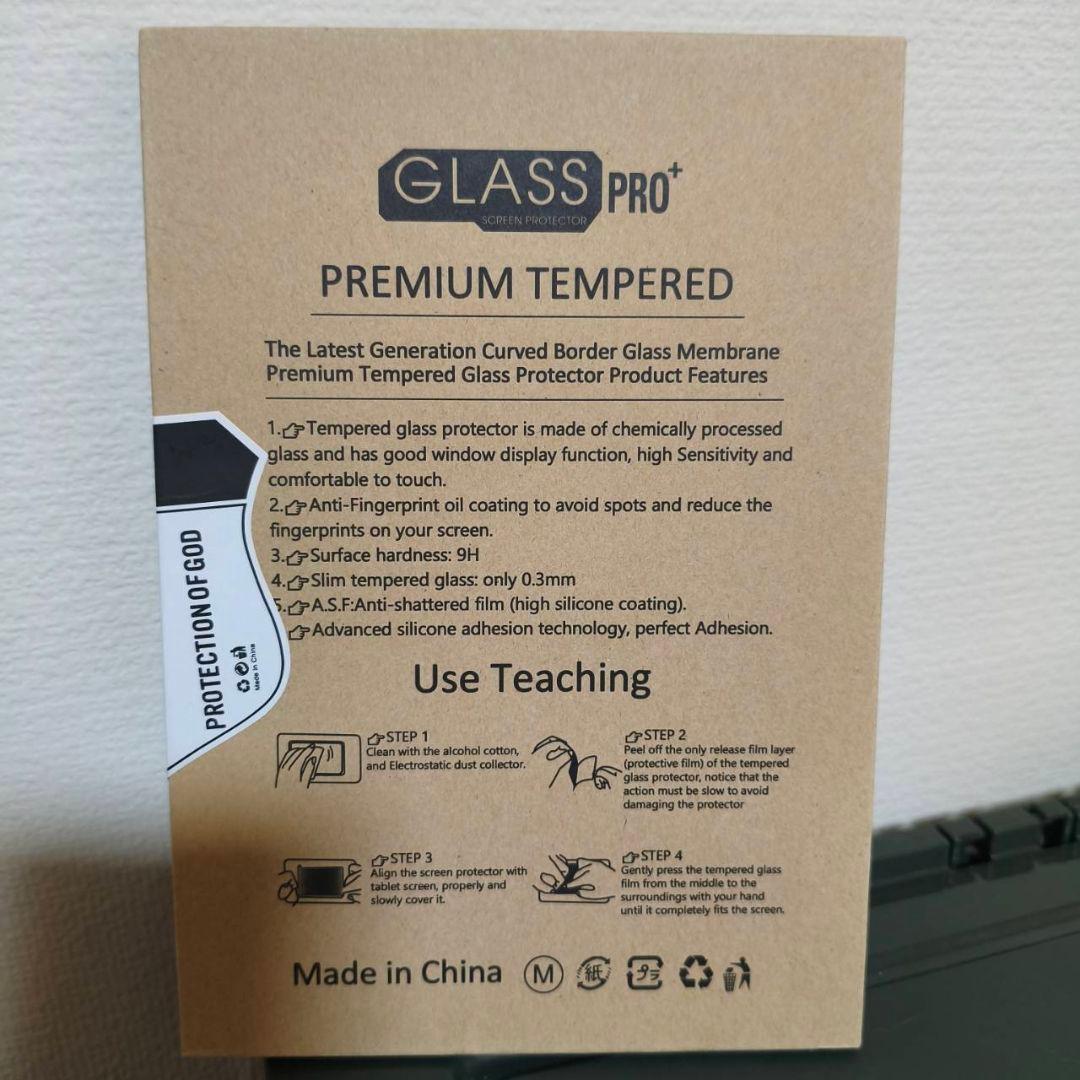 GLASS PRO+
SCREEN PROTECTOR
PREMIUM TEMPERED
The Latest Generation Curved Border Glass Membrane
Premium Tempered Glass Protector Product Features
1.Tempered glass protector is made of chemically processed
glass and has good window display function, high Sensitivity and
comfortable to touch.
2.Anti-Fingerprint oil coating to avoid spots and reduce the
fingerprints on your screen.
3.Surface hardness: 9H
4.Slim tempered glass: only 0.3mm
5.A.S.F:Anti-shattered film (high silicone coating).
Advanced silicone adhesion technology, perfect Adhesion.
PROTECTION OF GOD
Made in China
Use Teaching
STEP 1
Clean with the alcohol cotton,
and Electrostatic dust collector.
STEP 2
Peel off the only release film layer
(protective film) of the tempered
glass protector, notice that the
action must be slow to avoid
damaging the protector
STEP 3
Align the screen protector with
tablet screen, properly and
slowly cover it.
STEP 4
Gently press the tempered glass
film from the middle to the
surroundings with your hand
until it completely fits the screen.
Made in China M 紙 プラ